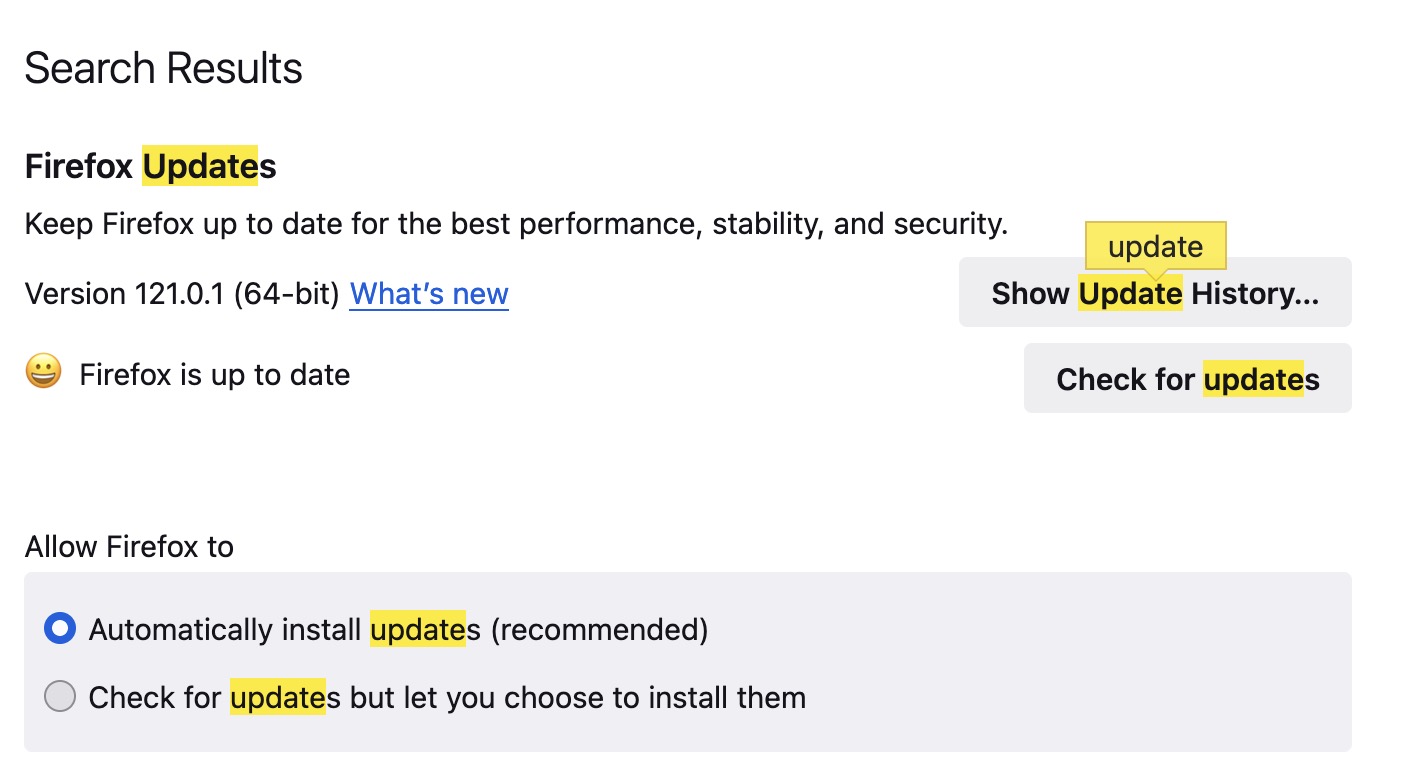 Search Results
Firefox Updates
Keep Firefox up to date for the best performance, stability, and security.
update
Version 121.0.1 (64-bit) What’s new
Show Update History...
😀 Firefox is up to date
Check for updates
Allow Firefox to
Automatically install updates (recommended)
Check for updates but let you choose to install them